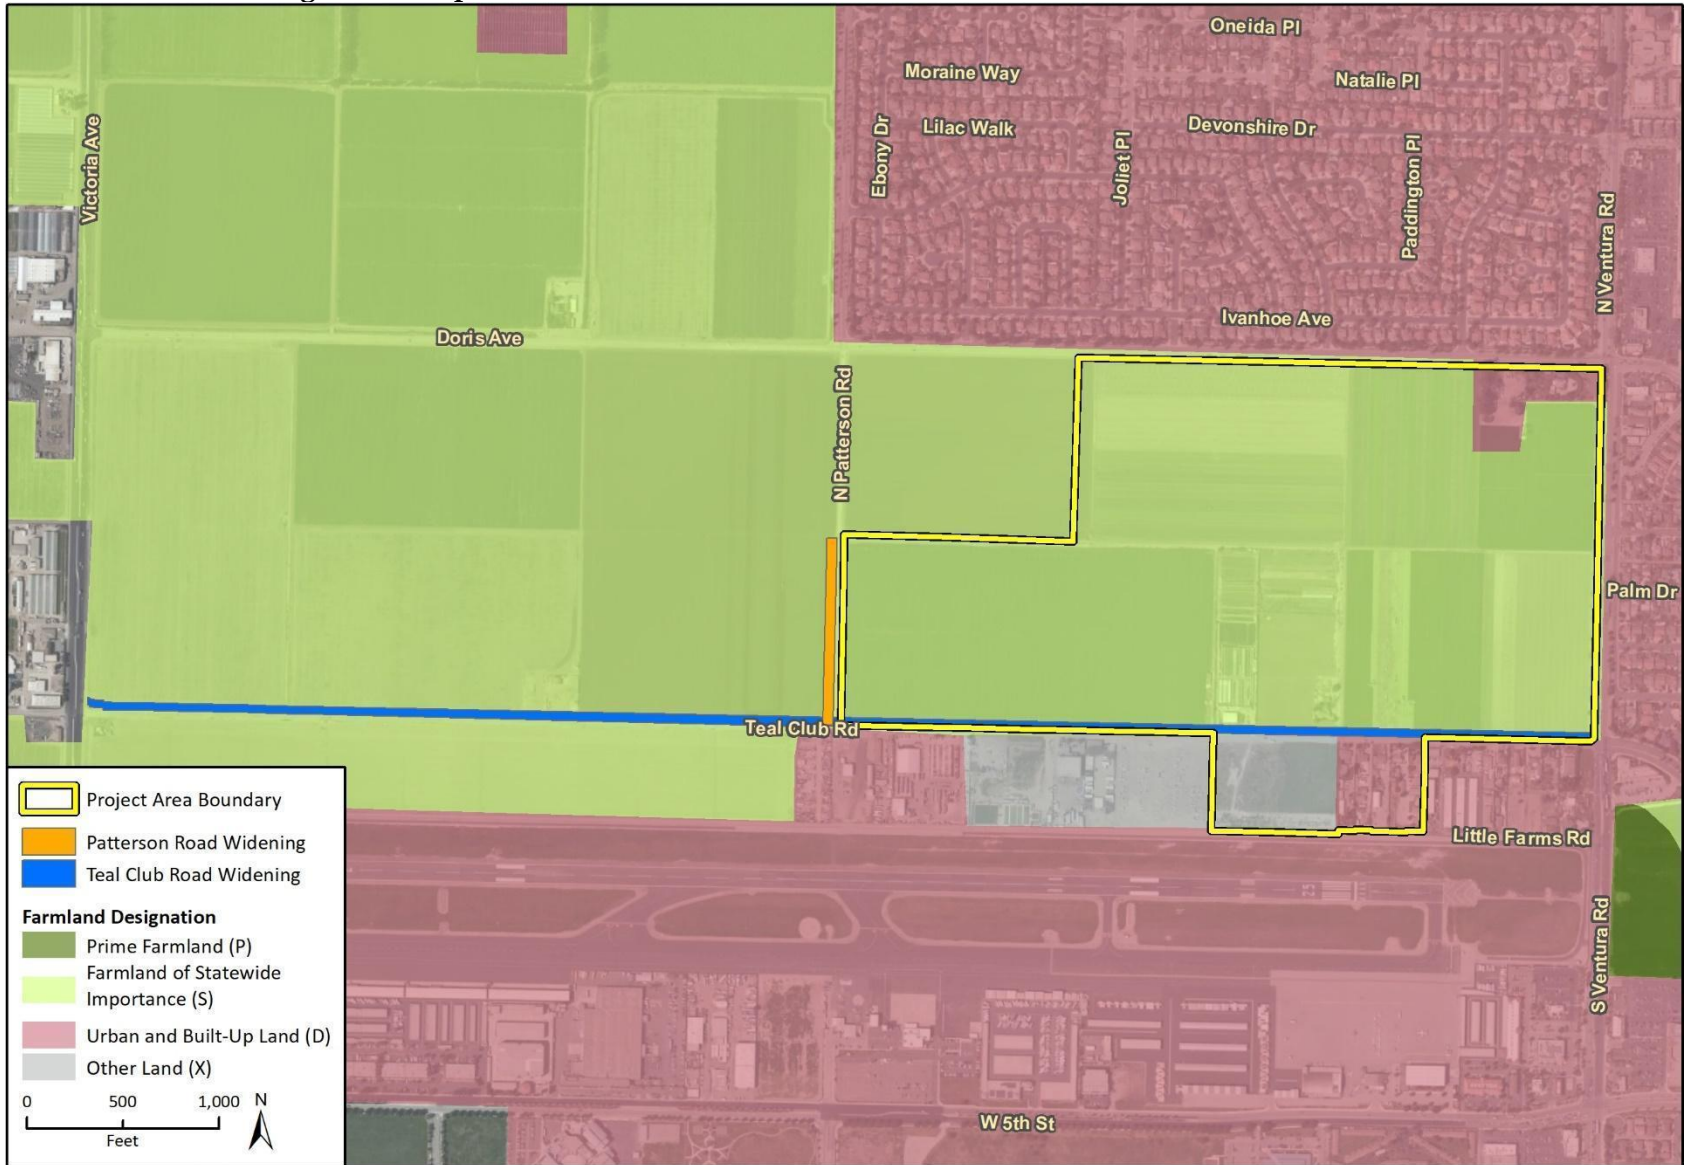 Oneida Pl
Moraine Way
Natalie Pl
Lilac Walk
Devonshire Dr
Ebony Dr
Joliet Pl
Paddington Pl
Victoria Ave
N Ventura Rd
Ivanhoe Ave
Doris Ave
N Patterson Rd
Palm Dr
Teal Club Rd
Little Farms Rd
S Ventura Rd
W 5th St
25
Project Area Boundary
Patterson Road Widening
Teal Club Road Widening
Farmland Designation
Prime Farmland (P)
Farmland of Statewide
Importance (S)
Urban and Built-Up Land (D)
Other Land (X)
0 500 1,000 N
Feet